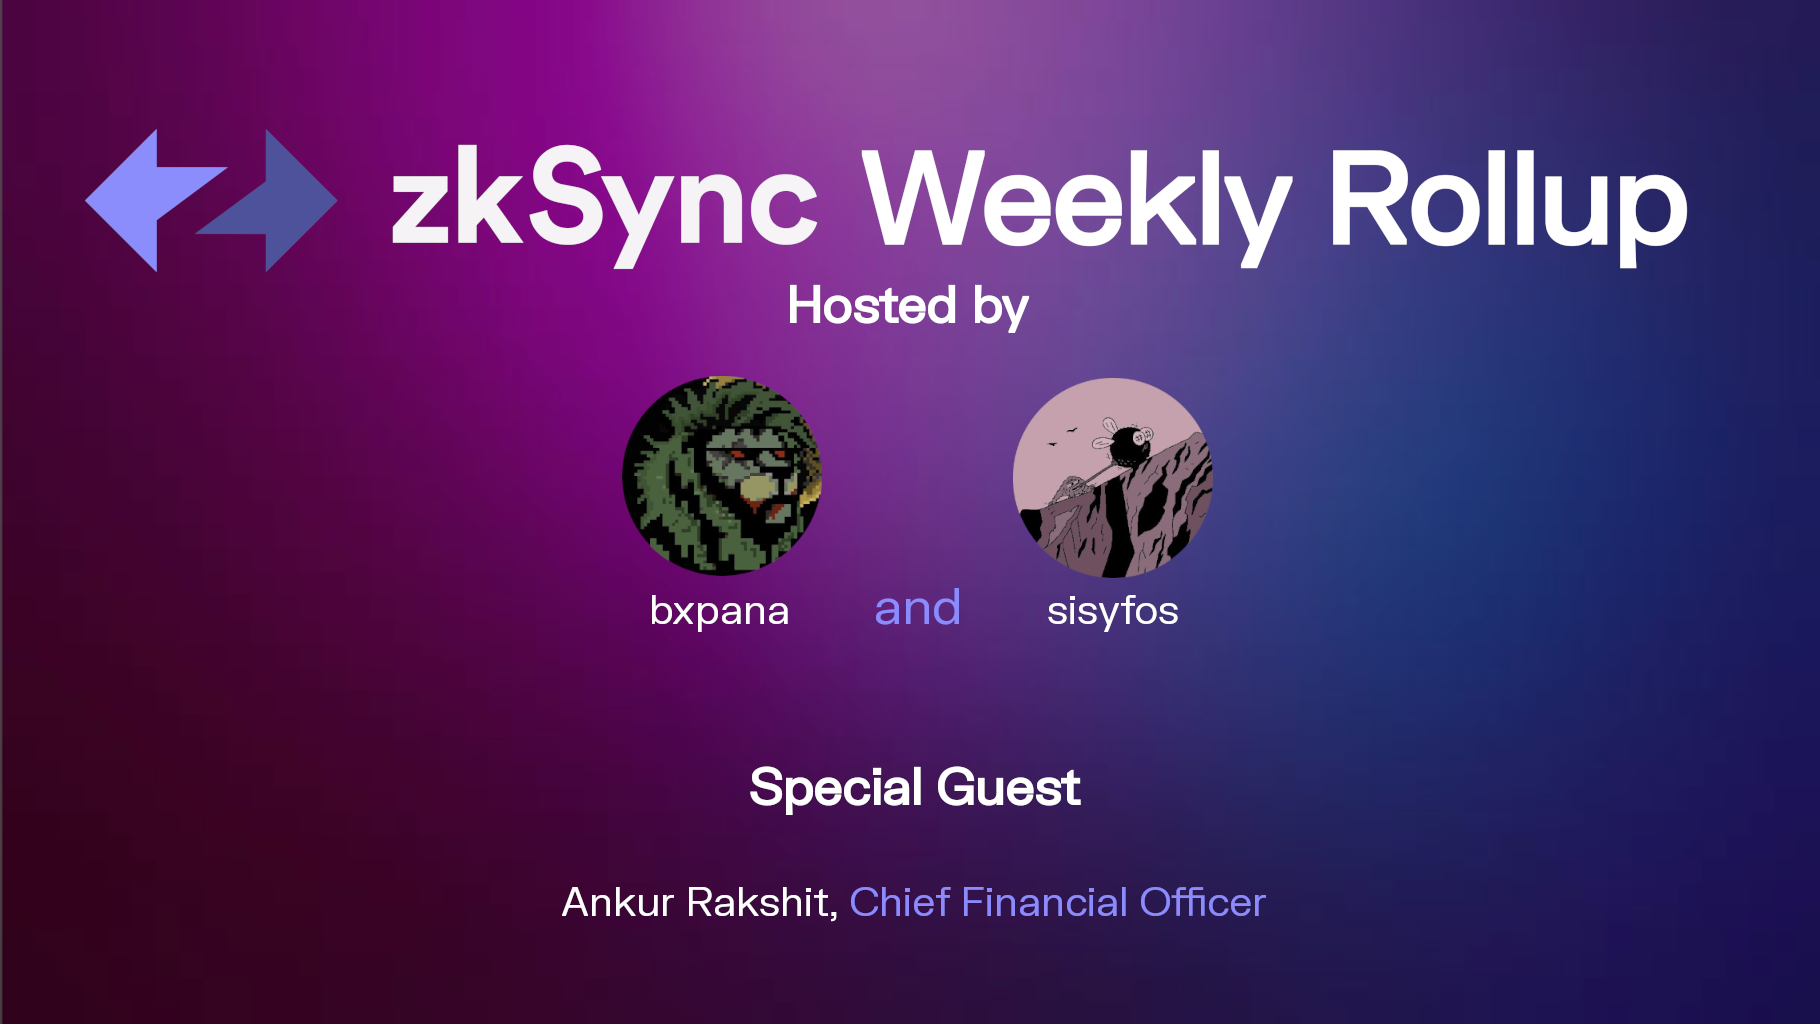 zkSync Weekly Rollup
Hosted by
bxpana and sisyfos
Special Guest
Ankur Rakshit, Chief Financial Officer